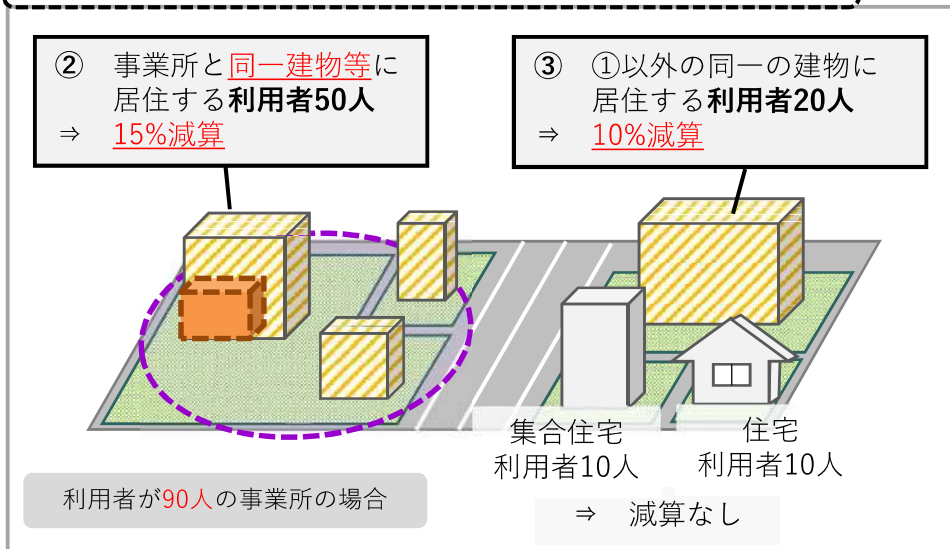 ② 事業所と同一建物等に
居住する利用者50人
⇒ 15%減算
③ ①以外の同一の建物に
居住する利用者20人
⇒ 10%減算
集合住宅
利用者10人
住宅
利用者10人
⇒ 減算なし
利用者が90人の事業所の場合